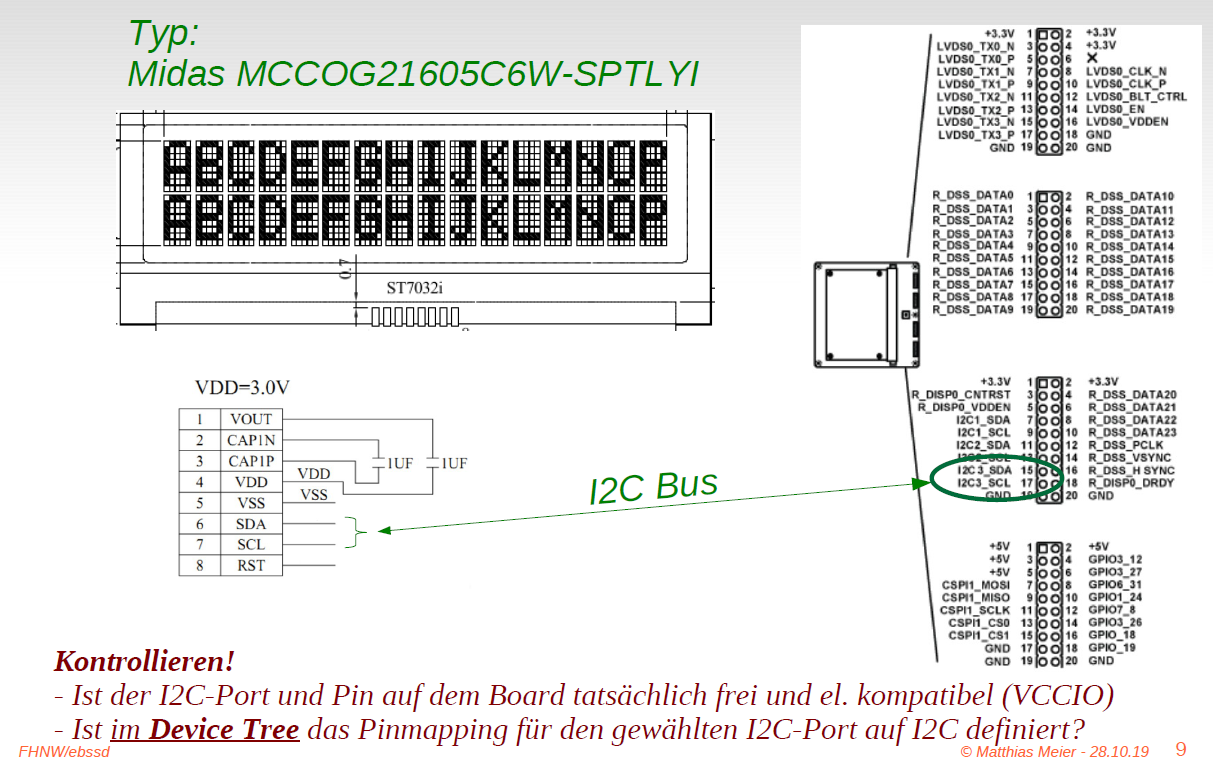 Typ:
Midas MCCOG21605C6W-SPTLYI
ABCDEFGHIJKLMNOP
ABCDEFGHIJKLMNOP
0.7
ST7032i
8
VDD=3.0V
1 VOUT
2 CAP1N
3 CAP1P
4 VDD
5 VSS
6 SDA
7 SCL
8 RST
1UF 1UF
VDD
VSS
I2C Bus
+3.3V 1 2 +3.3V
LVDS0_TX0_N 3 4 +3.3V
LVDS0_TX0_P 5 6
LVDS0_TX1_N 7 8 LVDS0_CLK_N
LVDS0_TX1_P 9 10 LVDS0_CLK_P
LVDS0_TX2_N 11 12 LVDS0_BLT_CTRL
LVDS0_TX2_P 13 14 LVDS0_EN
LVDS0_TX3_N 15 16 LVDS0_VDDEN
LVDS0_TX3_P 17 18 GND
GND 19 20 GND
R_DSS_DATA0 1 2 R_DSS_DATA10
R_DSS_DATA1 3 4 R_DSS_DATA11
R_DSS_DATA2 5 6 R_DSS_DATA12
R_DSS_DATA3 7 8 R_DSS_DATA13
R_DSS_DATA4 9 10 R_DSS_DATA14
R_DSS_DATA5 11 12 R_DSS_DATA15
R_DSS_DATA6 13 14 R_DSS_DATA16
R_DSS_DATA7 15 16 R_DSS_DATA17
R_DSS_DATA8 17 18 R_DSS_DATA18
R_DSS_DATA9 19 20 R_DSS_DATA19
+3.3V 1 2 +3.3V
R_DISP0_CNTRST 3 4 R_DSS_DATA20
R_DISP0_VDDEN 5 6 R_DSS_DATA21
I2C1_SDA 7 8 R_DSS_DATA22
I2C1_SCL 9 10 R_DSS_DATA23
I2C2_SDA 11 12 R_DSS_PCLK
I2C2_SCL 13 14 R_DSS_VSYNC
I2C3_SDA 15 16 R_DSS_H SYNC
I2C3_SCL 17 18 R_DISP0_DRDY
GND 19 20 GND
+5V 1 2 +5V
+5V 3 4 GPIO3_12
+5V 5 6 GPIO3_27
CSPI1_MOSI 7 8 GPIO6_31
CSPI1_MISO 9 10 GPIO1_24
CSPI1_SCLK 11 12 GPIO7_8
CSPI1_CS0 13 14 GPIO3_26
CSPI1_CS1 15 16 GPIO_18
GND 17 18 GPIO_19
GND 19 20 GND
Kontrollieren!
- Ist der I2C-Port und Pin auf dem Board tatsächlich frei und el. kompatibel (VCCIO)
- Ist im Device Tree das Pinmapping für den gewählten I2C-Port auf I2C definiert?
FHNW/ebssd
© Matthias Meier - 28.10.19 9